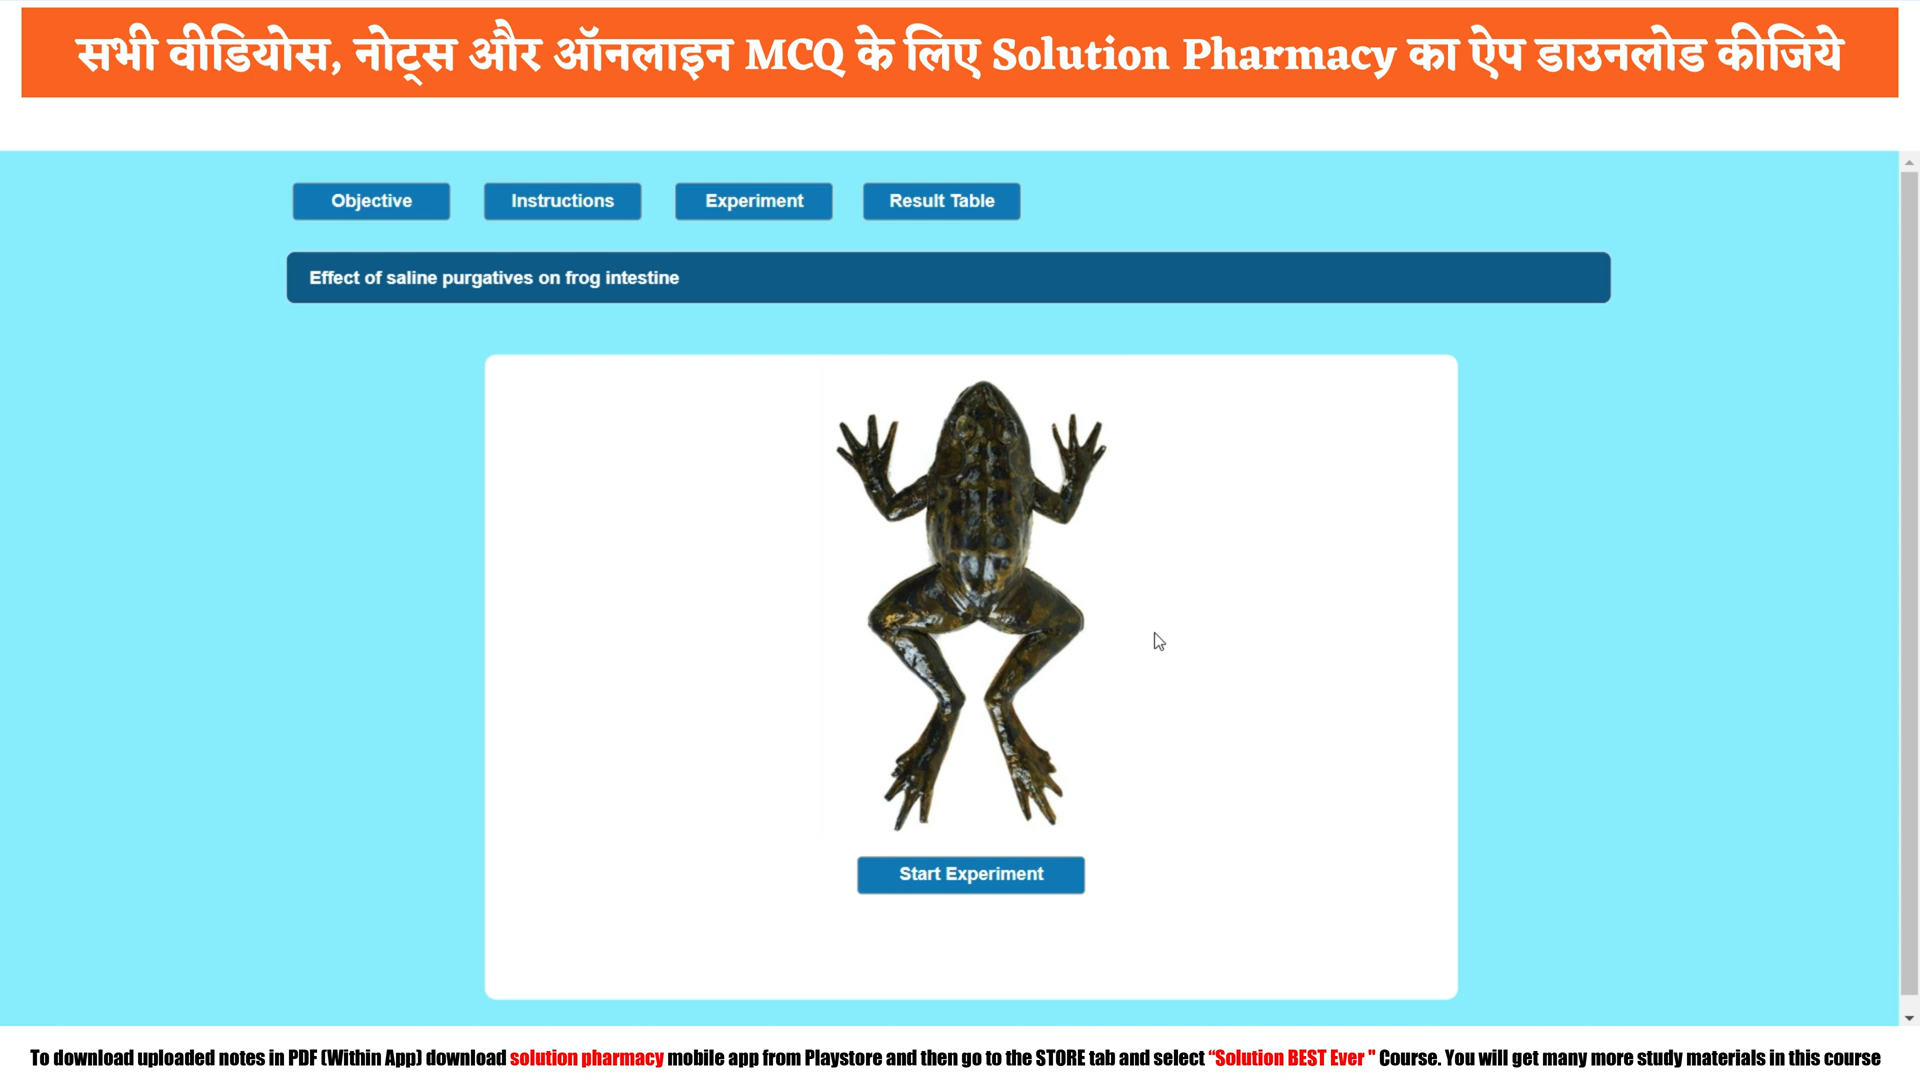 सभी वीडियोस, नोट्स और ऑनलाइन MCQ के लिए Solution Pharmacy का ऐप डाउनलोड कीजिये
Objective
Instructions
Experiment
Result Table
Effect of saline purgatives on frog intestine
Start Experiment
To download uploaded notes in PDF (Within App) download solution pharmacy mobile app from Playstore and then go to the STORE tab and select “Solution BEST Ever " Course. You will get many more study materials in this course